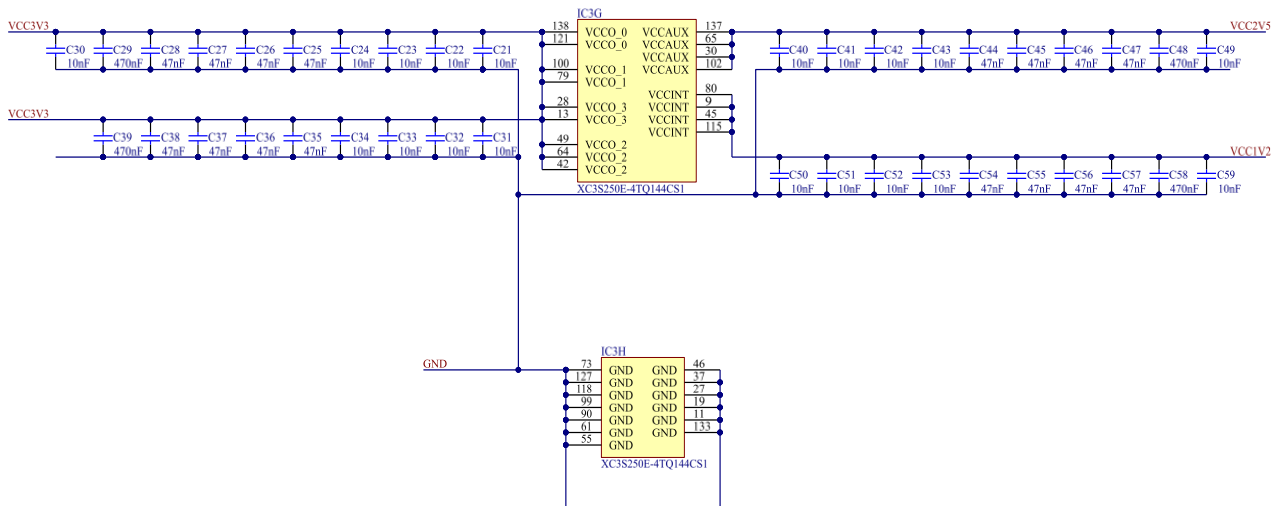 IC3G
VCC3V3 138 VCCO_0 VCCAUX 137 VCC2V5
121 VCCO_0 VCCAUX 65
C30 C29 C28 C27 C26 C25 C24 C23 C22 C21 VCCAUX 30 C40 C41 C42 C43 C44 C45 C46 C47 C48 C49
10nF 470nF 47nF 47nF 47nF 47nF 10nF 10nF 10nF 10nF 100 VCCO_1 VCCAUX 102 10nF 10nF 10nF 10nF 47nF 47nF 47nF 47nF 470nF 10nF
79 VCCO_1
VCCINT 80
28 VCCO_3 VCCINT 9
VCC3V3 13 VCCO_3 VCCINT 45
VCCINT 115
C39 C38 C37 C36 C35 C34 C33 C32 C31 49 VCCO_2
470nF 47nF 47nF 47nF 47nF 10nF 10nF 10nF 10nF 64 VCCO_2 VCC1V2
42 VCCO_2
C50 C51 C52 C53 C54 C55 C56 C57 C58 C59
XC3S250E-4TQ144CS1 10nF 10nF 10nF 10nF 47nF 47nF 47nF 47nF 470nF 10nF
IC3H
GND 73 GND GND 46
127 GND GND 37
118 GND GND 27
99 GND GND 19
90 GND GND 11
61 GND GND 133
55 GND
XC3S250E-4TQ144CS1